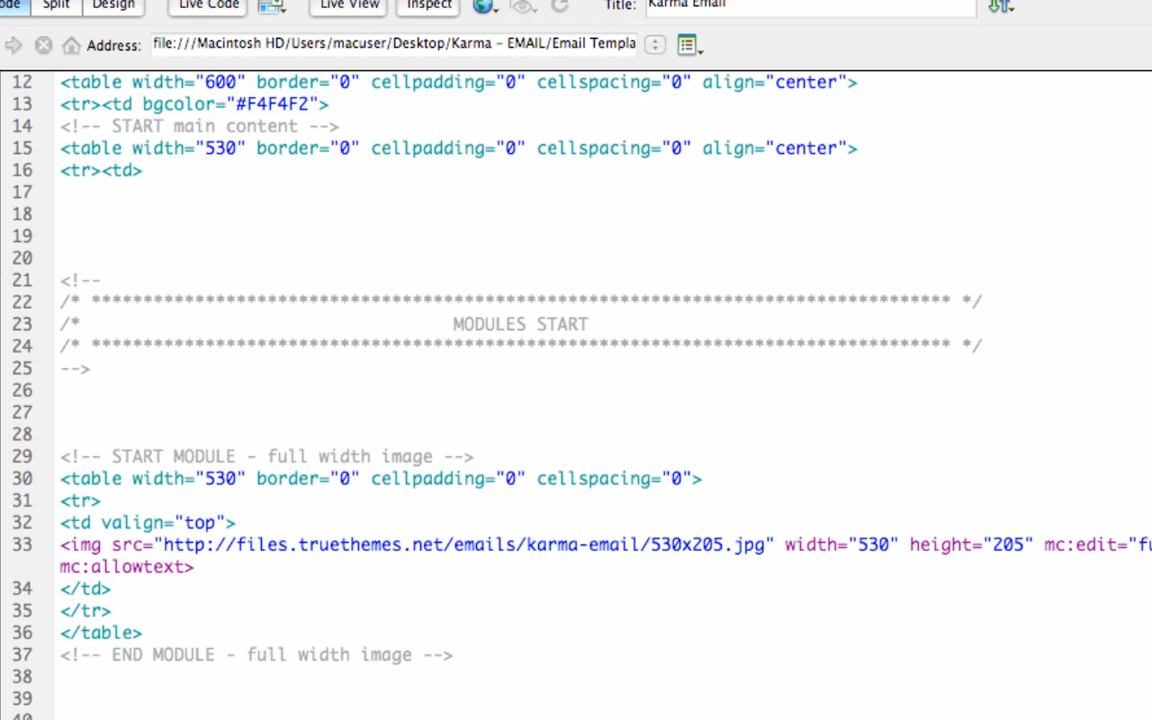 Split Design Live Code Live View Inspect Title: Karma Email
Address: file:///Macintosh HD/Users/macuser/Desktop/Karma – EMAIL/Email Templa
12 <table width="600" border="0" cellpadding="0" cellspacing="0" align="center">
13 <tr><td bgcolor="#F4F4F2">
14 <!-- START main content -->
15 <table width="530" border="0" cellpadding="0" cellspacing="0" align="center">
16 <tr><td>
17
18
19
20
21 <!--
22 /* *********************************************************************************** */
23 /* MODULES START
24 /* *********************************************************************************** */
25 -->
26
27
28
29 <!-- START MODULE - full width image -->
30 <table width="530" border="0" cellpadding="0" cellspacing="0">
31 <tr>
32 <td valign="top">
33 <img src="http://files.truethemes.net/emails/karma-email/530x205.jpg" width="530" height="205" mc:edit="fu
mc:allowtext>
34 </td>
35 </tr>
36 </table>
37 <!-- END MODULE - full width image -->
38
39
40